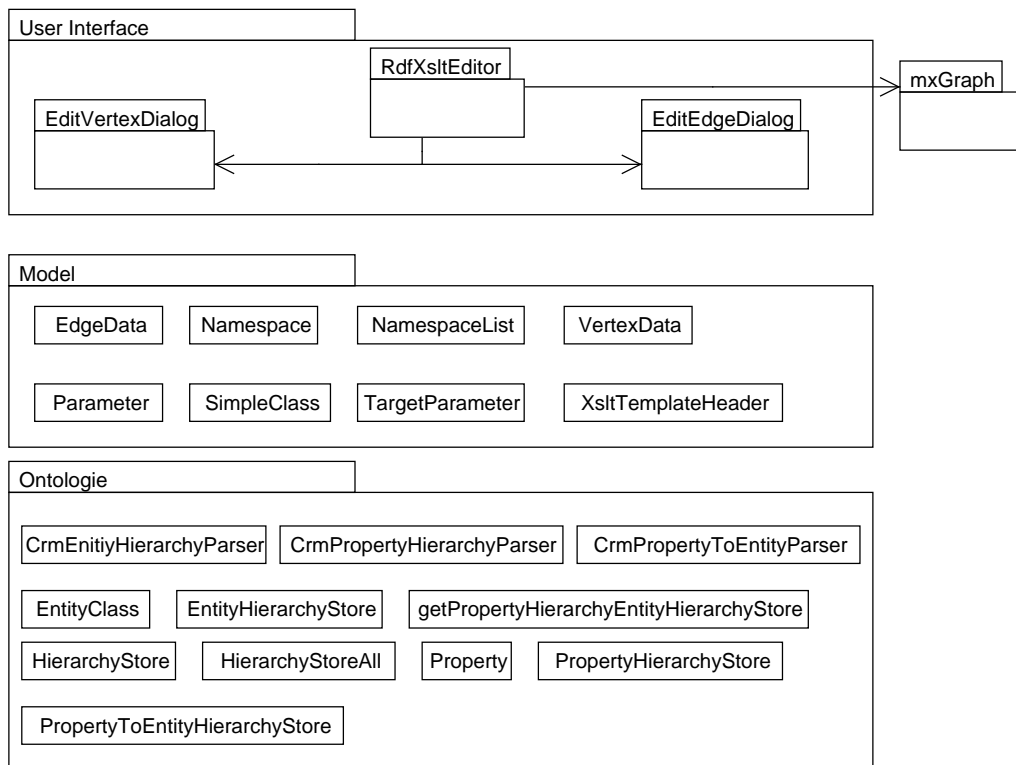 User Interface
RdfXsltEditor
mxGraph
EditVertexDialog
EditEdgeDialog
Model
EdgeData
Namespace
NamespaceList
VertexData
Parameter
SimpleClass
TargetParameter
XsltTemplateHeader
Ontologie
CrmEnitiyHierarchyParser
CrmPropertyHierarchyParser
CrmPropertyToEntityParser
EntityClass
EntityHierarchyStore
getPropertyHierarchyEntityHierarchyStore
HierarchyStore
HierarchyStoreAll
Property
PropertyHierarchyStore
PropertyToEntityHierarchyStore